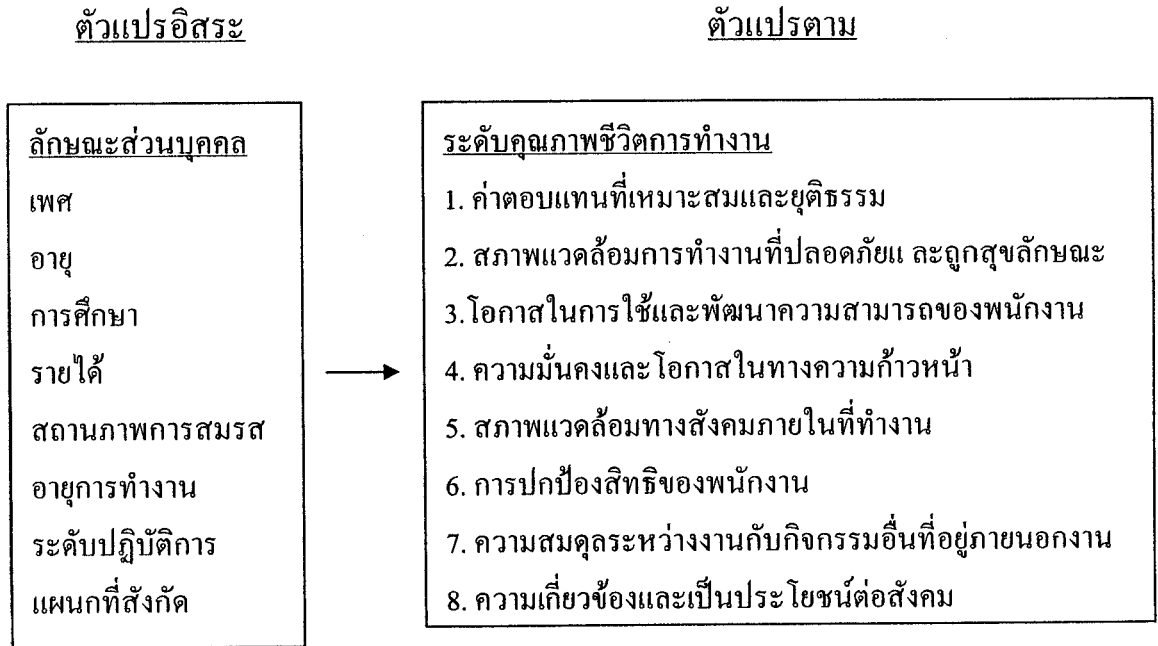 ตัวแปรอิสระ
ตัวแปรตาม
ลักษณะส่วนบุคคล
เพศ
อายุ
การศึกษา
รายได้
สถานภาพการสมรส
อายุการทำงาน
ระดับปฏิบัติการ
แผนกที่สังกัด
ระดับคุณภาพชีวิตการทำงาน
1. ค่าตอบแทนที่เหมาะสมและยุติธรรม
2. สภาพแวดล้อมการทำงานที่ปลอดภัยแ ละถูกสุขลักษณะ
3.โอกาสในการใช้และพัฒนาความสามารถของพนักงาน
4. ความมั่นคงและโอกาสในทางความก้าวหน้า
5. สภาพแวดล้อมทางสังคมภายในที่ทำงาน
6. การปกป้องสิทธิของพนักงาน
7. ความสมดุลระหว่างงานกับกิจกรรมอื่นที่อยู่ภายนอกงาน
8. ความเกี่ยวข้องและเป็นประโยชน์ต่อสังคม